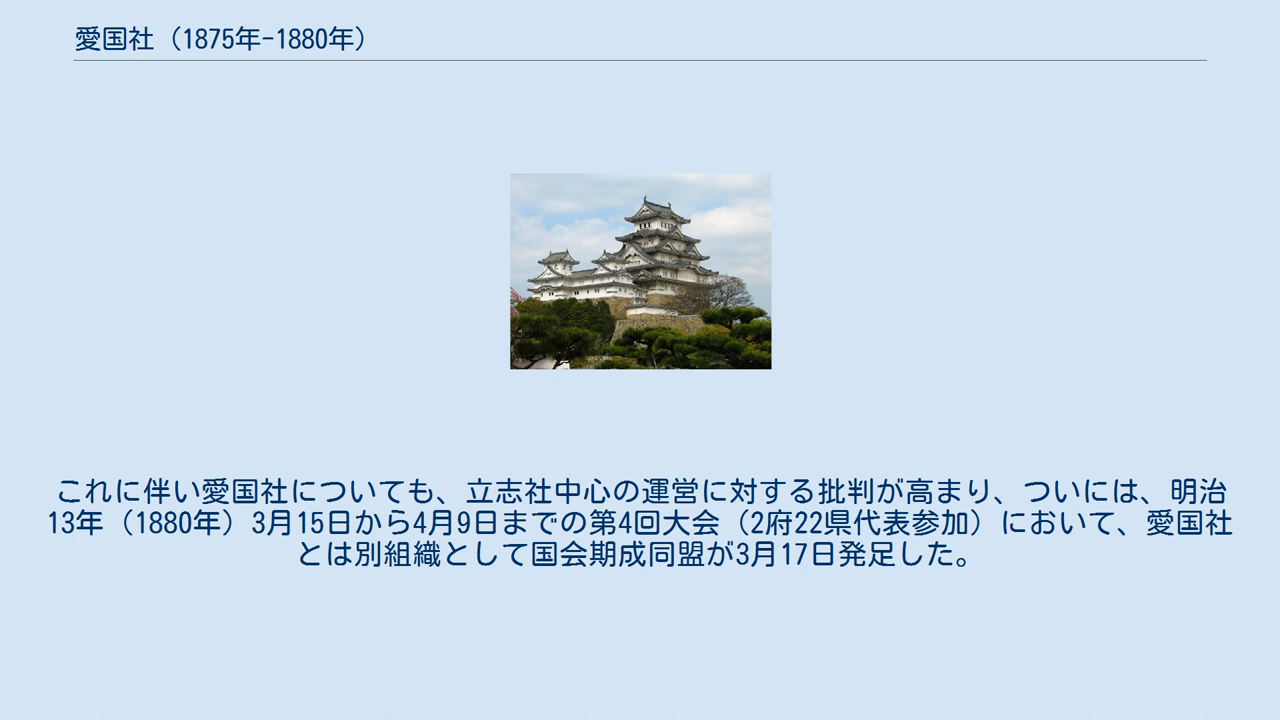 愛国社（1875年-1880年）
これに伴い愛国社についても、立志社中心の運営に対する批判が高まり、ついには、明治
13年（1880年）3月15日から4月9日までの第4回大会（2府22県代表参加）において、愛国社
とは別組織として国会期成同盟が3月17日発足した。